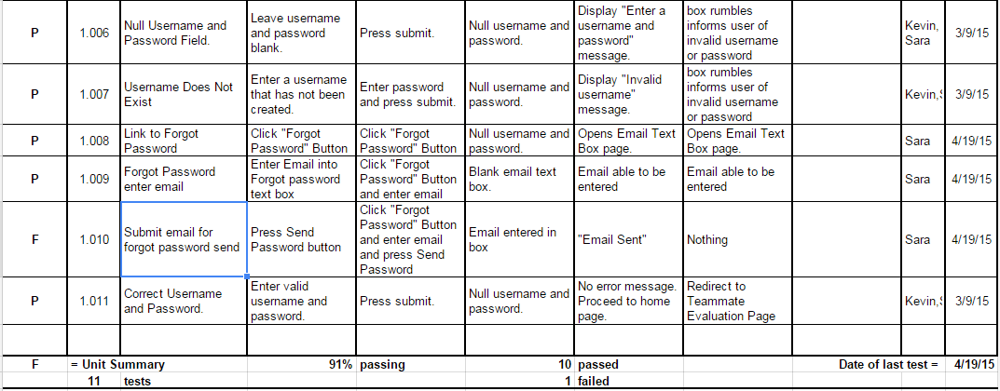 P 1.006 Null Username and Password Field. Leave username and password blank. Press submit. Null username and password. Display "Enter a username and password" message. box rumbles informs user of invalid username or password Kevin, Sara 3/9/15
P 1.007 Username Does Not Exist Enter a username that has not been created. Enter password and press submit. Null username and password. Display "Invalid username" message. box rumbles informs user of invalid username or password Kevin, 3/9/15
P 1.008 Link to Forgot Password Click "Forgot Password" Button Click "Forgot Password" Button Null username and password. Opens Email Text Box page. Opens Email Text Box page. Sara 4/19/15
P 1.009 Forgot Password enter email Enter Email into Forgot password text box Click "Forgot Password" Button and enter email Blank email text box. Email able to be entered Email able to be entered Sara 4/19/15
F 1.010 Submit email for forgot password send Press Send Password button Click "Forgot Password" Button and enter email and press Send Password Email entered in box "Email Sent" Nothing Sara 4/19/15
P 1.011 Correct Username and Password. Enter valid username and password. Press submit. Null username and password. No error message. Proceed to home page. Redirect to Teammate Evaluation Page Kevin, 3/9/15
F = Unit Summary 91% passing 10 passed Date of last test = 4/19/15
11 tests 1 failed